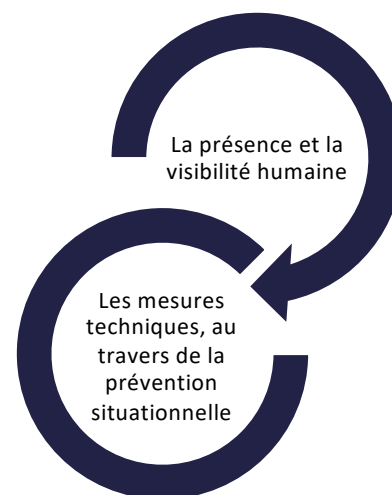 La présence et la
visibilité humaine
Les mesures
techniques, au
travers de la
prévention
situationnelle